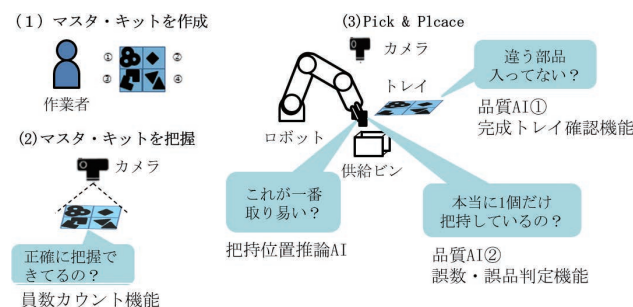 (1) マスタ・キットを作成
① ②
③ ④
作業者
(2)マスタ・キットを把握
カメラ
正確に把握で
きてるの？
員数カウント機能
(3)Pick & Plcace
カメラ
トレイ
ロボット
供給ビン
違う部品
入ってない？
品質AI①
完成トレイ確認機能
これが一番
取り易い？
把持位置推論AI
本当に1個だけ
把持しているの？
品質AI②
誤数・誤品判定機能